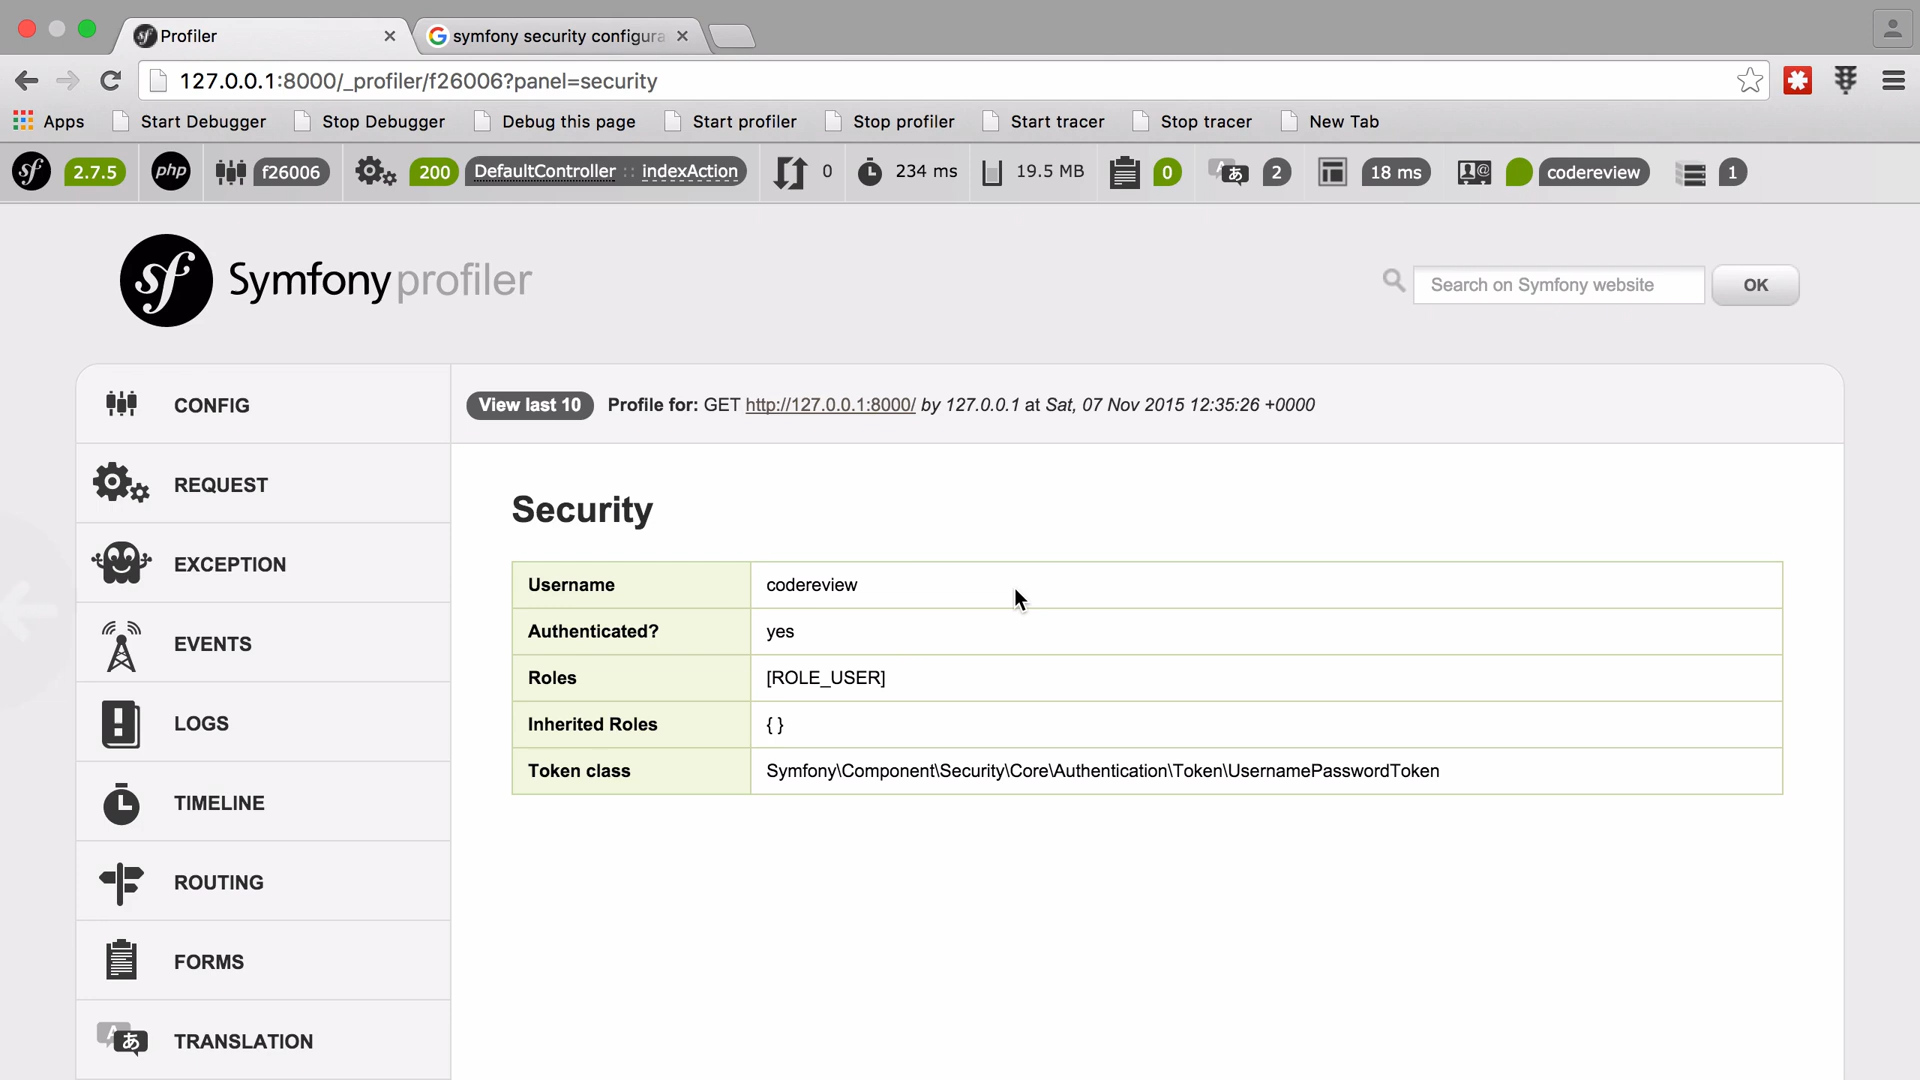 Profiler
symfony security configura
127.0.0.1:8000/_profiler/f26006?panel=security
Apps Start Debugger Stop Debugger Debug this page Start profiler Stop profiler Start tracer Stop tracer New Tab
sf 2.7.5 php f26006 200 DefaultController :: indexAction 0 234 ms 19.5 MB 0 あ 2 18 ms codereview 1
sf Symfony profiler
Search on Symfony website OK
CONFIG
View last 10 Profile for: GET http://127.0.0.1:8000/ by 127.0.0.1 at Sat, 07 Nov 2015 12:35:26 +0000
REQUEST
Security
EXCEPTION
Username codereview
Authenticated? yes
EVENTS
Roles [ROLE_USER]
Inherited Roles { }
LOGS
Token class Symfony\Component\Security\Core\Authentication\Token\UsernamePasswordToken
TIMELINE
ROUTING
FORMS
A あ TRANSLATION